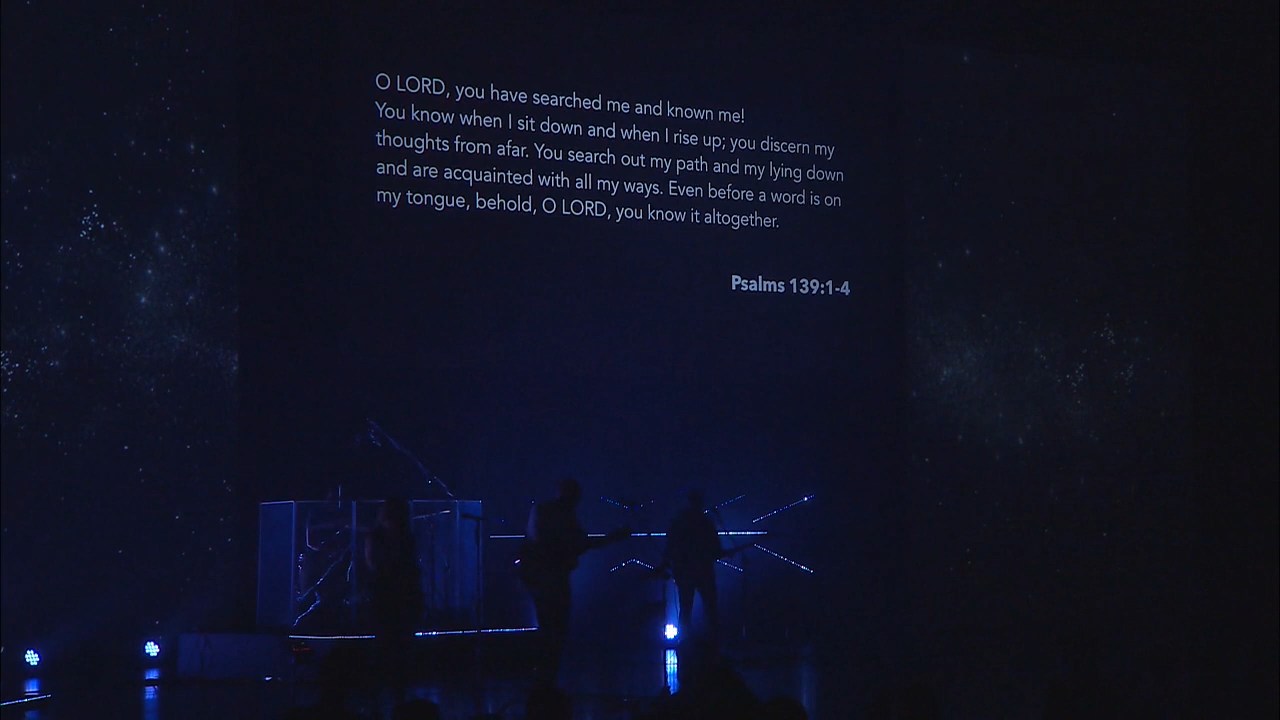 O LORD, you have searched me and known me!
You know when I sit down and when I rise up; you discern my
thoughts from afar. You search out my path and my lying down
and are acquainted with all my ways. Even before a word is on
my tongue, behold, O LORD, you know it altogether.
Psalms 139:1-4